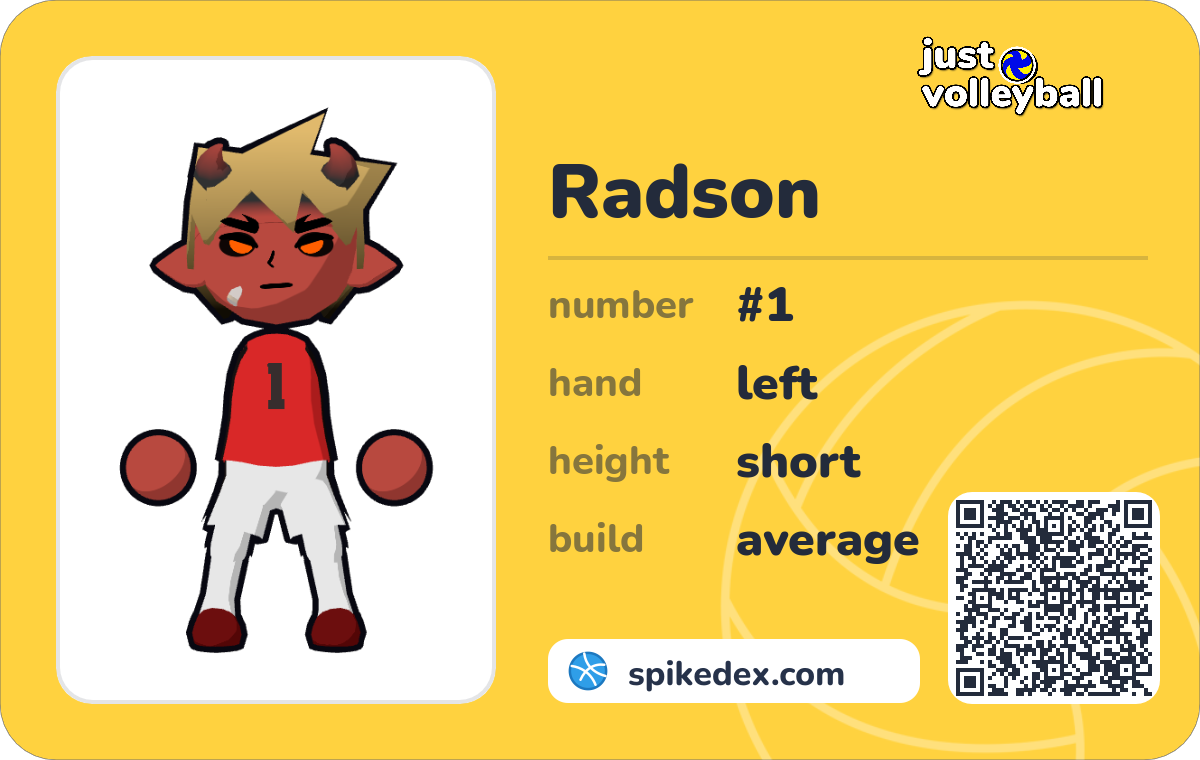 just
volleyball
Radson
number #1
hand left
height short
build average
1
spikedex.com